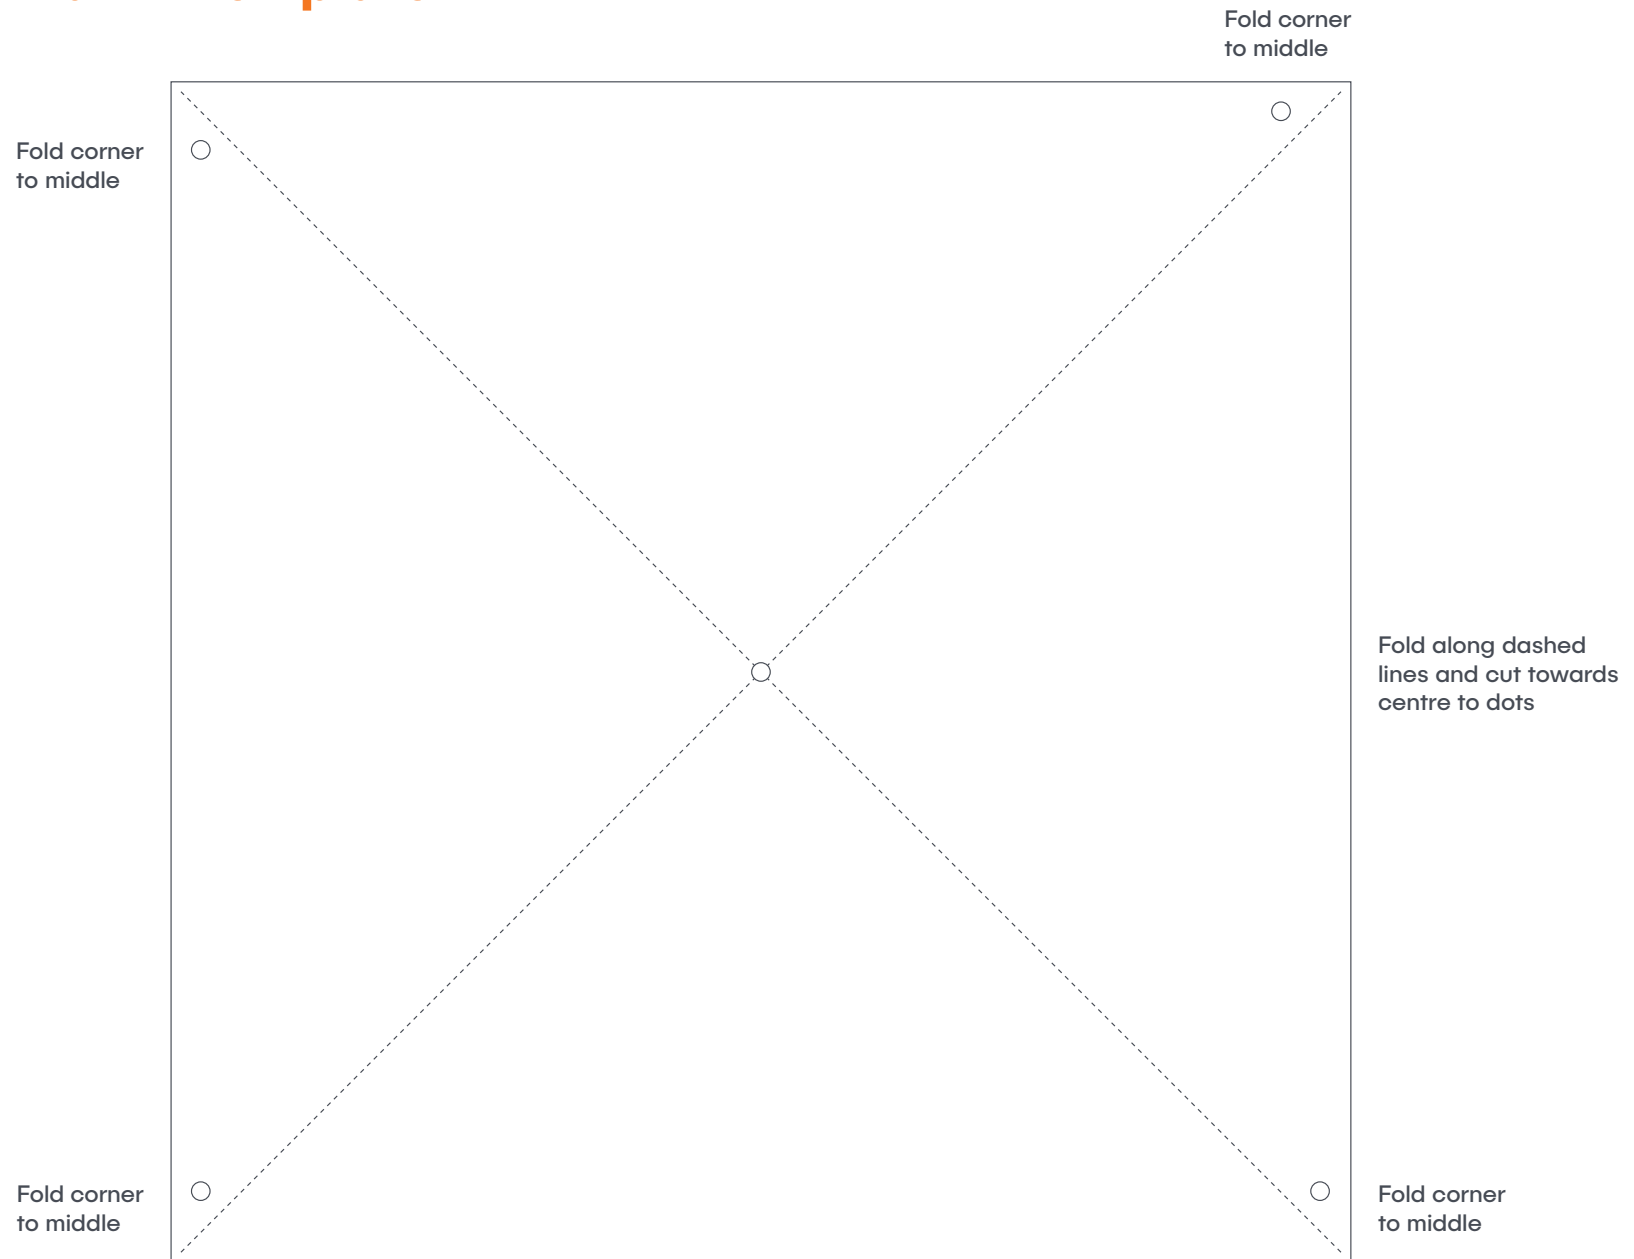 Fold corner
to middle
Fold corner
to middle
Fold along dashed
lines and cut towards
centre to dots
Fold corner
to middle
Fold corner
to middle